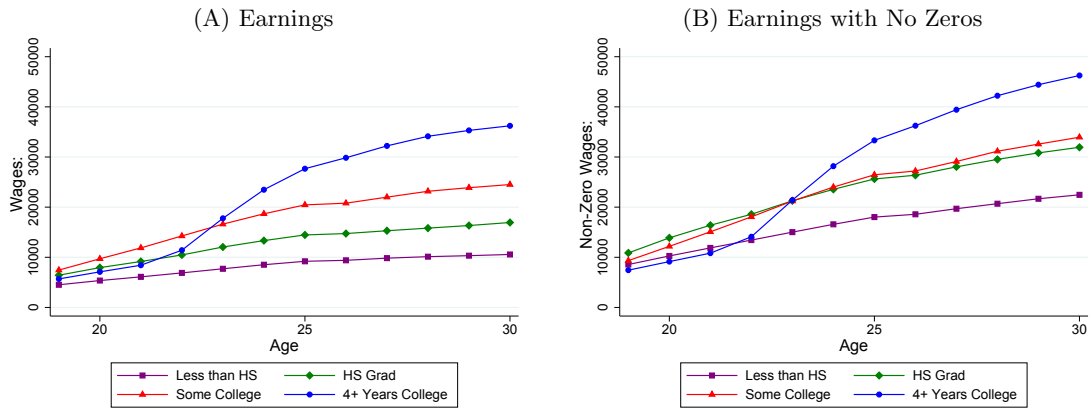 (A) Earnings
50000
40000
30000
20000
10000
0
Wages:
20
25
30
Age
Less than HS
HS Grad
Some College
4+ Years College
(B) Earnings with No Zeros
50000
40000
30000
20000
10000
0
Non-Zero Wages:
20
25
30
Age
Less than HS
HS Grad
Some College
4+ Years College